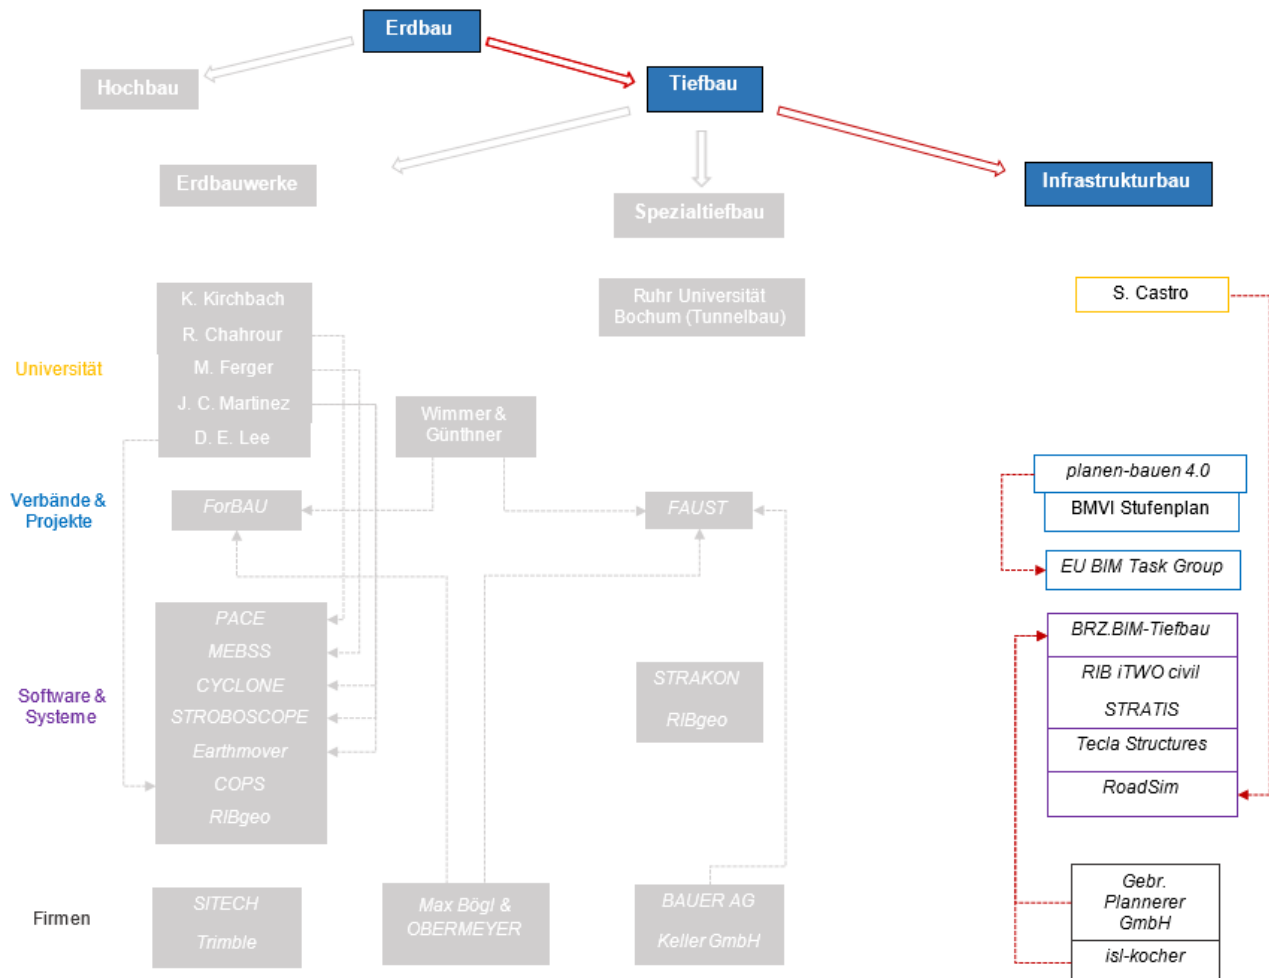 Erdbau
Hochbau
Tiefbau
Erdbauwerke
Spezialtiefbau
Infrastrukturbau
Universität
K. Kirchbach
R. Chahrour
M. Ferger
J. C. Martinez
D. E. Lee
Wimmer &
Günthner
Ruhr Universität
Bochum (Tunnelbau)
S. Castro
Verbände &
Projekte
ForBAU
FAUST
planen-bauen 4.0
BMVI Stufenplan
EU BIM Task Group
Software &
Systeme
PACE
MEBSS
CYCLONE
STROBOSCOPE
Earthmover
COPS
RIBgeo
STRAKON
RIBgeo
BRZ.BIM-Tiefbau
RIB iTWO civil
STRATIS
Tecla Structures
RoadSim
Firmen
SITECH
Trimble
Max Bögl &
OBERMEYER
BAUER AG
Keller GmbH
Gebr.
Plannerer
GmbH
isl-kocher